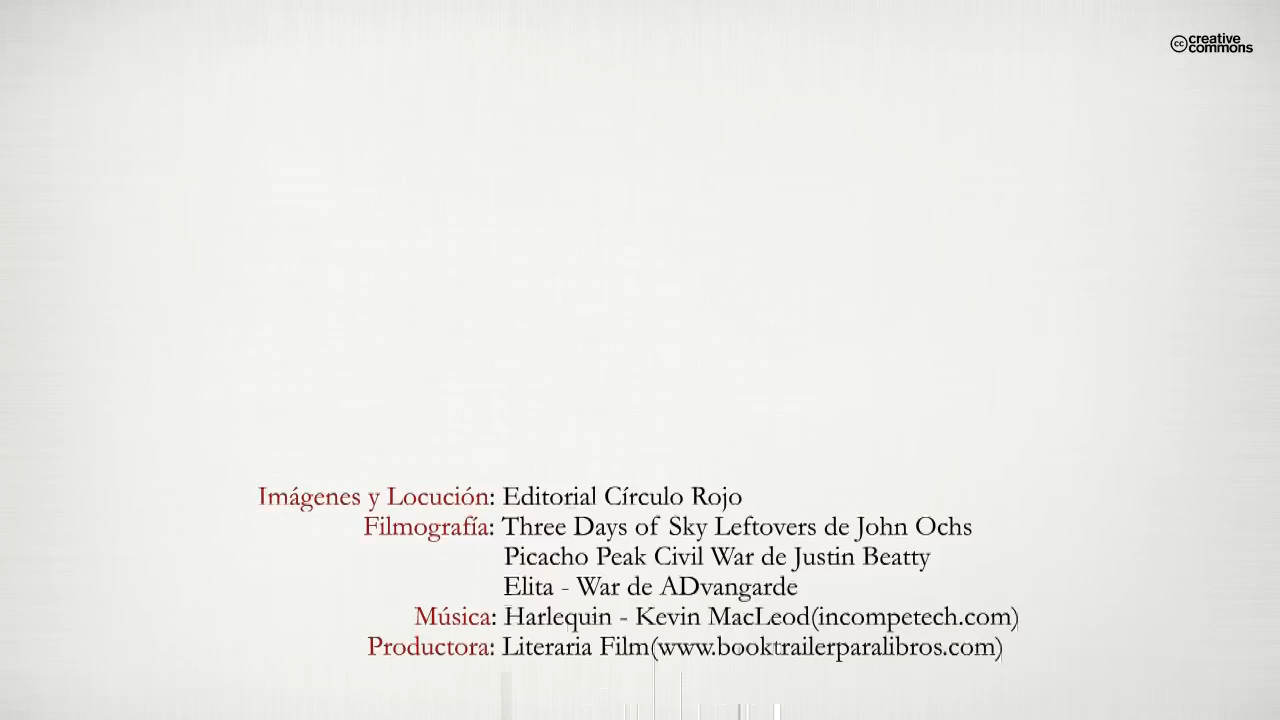 creative
commons
Imágenes y Locución: Editorial Círculo Rojo
Filmografía: Three Days of Sky Leftovers de John Ochs
Picacho Peak Civil War de Justin Beatty
Elita - War de ADvangarde
Música: Harlequin - Kevin MacLeod(incompetech.com)
Productora: Literaria Film(www.booktrailerparalibros.com)